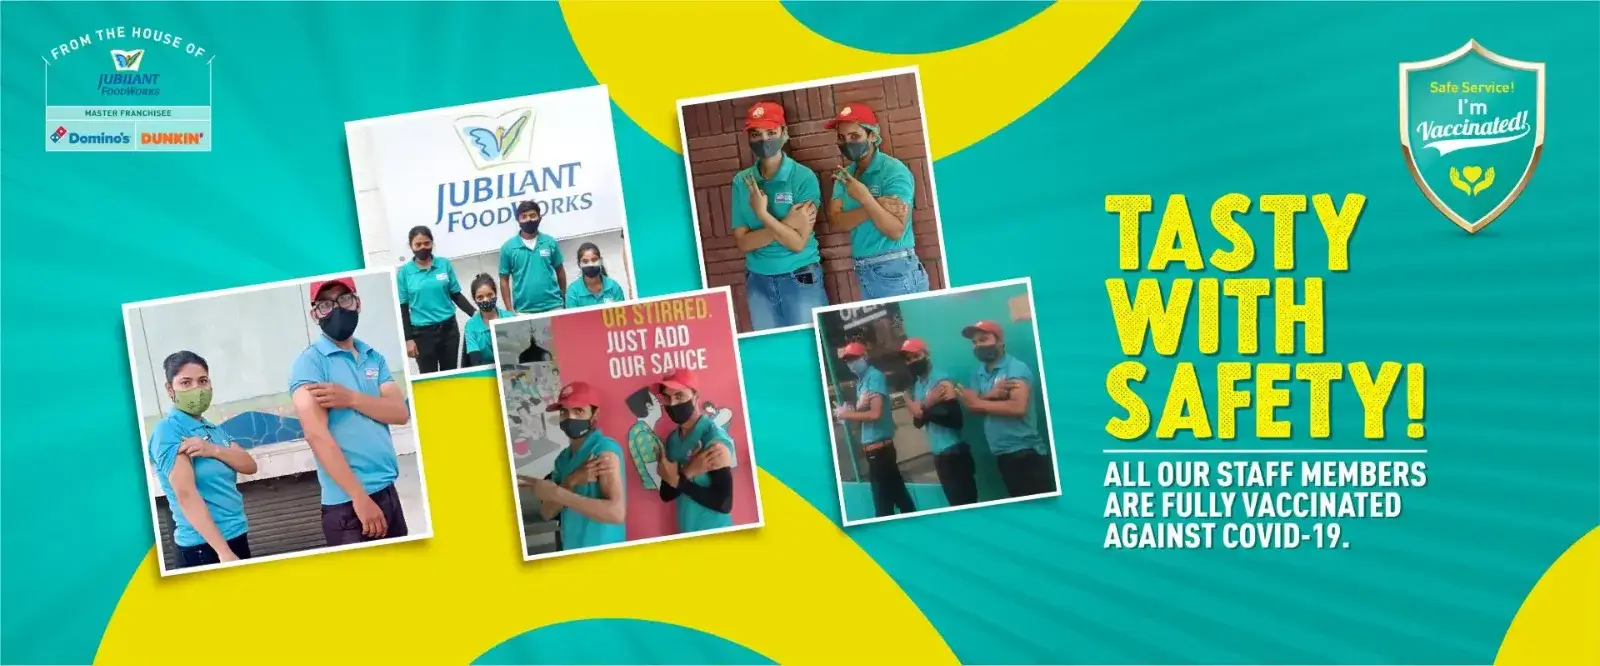 FROM THE HOUSE OF
JUBILANT
FOODWORKS
MASTER FRANCHISEE
Domino's DUNKIN'
JUBILANT
FOODWORKS
OR STIRRED.
JUST ADD
OUR SAUCE
OPEN
Safe Service!
I'm
Vaccinated!
TASTY
WITH
SAFETY!
ALL OUR STAFF MEMBERS
ARE FULLY VACCINATED
AGAINST COVID-19.